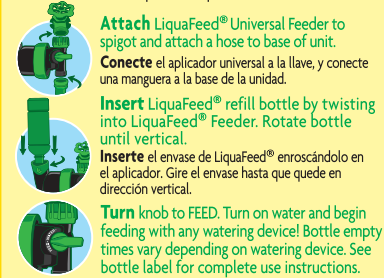 Attach LiquaFeed® Universal Feeder to
spigot and attach a hose to base of unit.
Conecte el aplicador universal a la llave, y conecte
una manguera a la base de la unidad.
Insert LiquaFeed® refill bottle by twisting
into LiquaFeed® Feeder. Rotate bottle
until vertical.
Inserte el envase de LiquaFeed® enroscándolo en
el aplicador. Gire el envase hasta que quede en
dirección vertical.
Turn knob to FEED. Turn on water and begin
feeding with any watering device! Bottle empty
times vary depending on watering device. See
bottle label for complete use instructions.